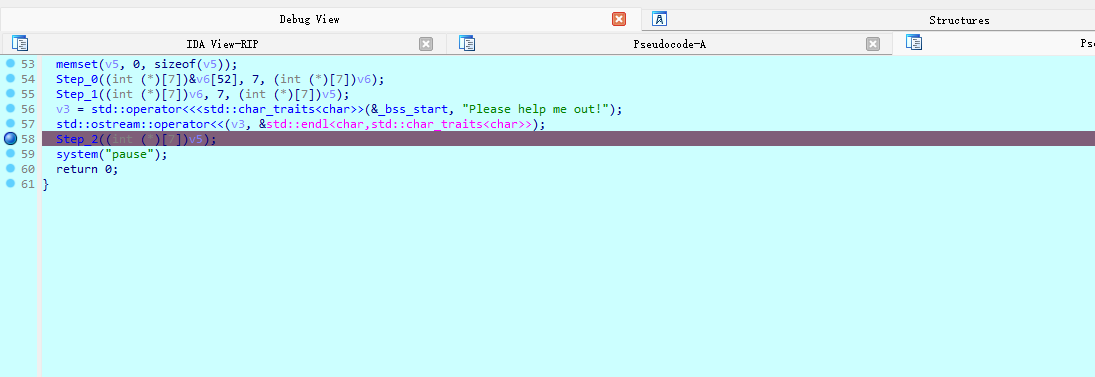 Debug View
Structures
IDA View-RIP
Pseudocode-A
Ps
53 memset(v5, 0, sizeof(v5));
54 Step_0((int (*)[7])&v6[52], 7, (int (*)[7])v6);
55 Step_1((int (*)[7])v6, 7, (int (*)[7])v5);
56 v3 = std::operator<<<std::char_traits<char>>(&_bss_start, "Please help me out!");
57 std::ostream::operator<<(v3, &std::endl<char,std::char_traits<char>>);
58 Step_2((int (*)[7])v5);
59 system("pause");
60 return 0;
61 }